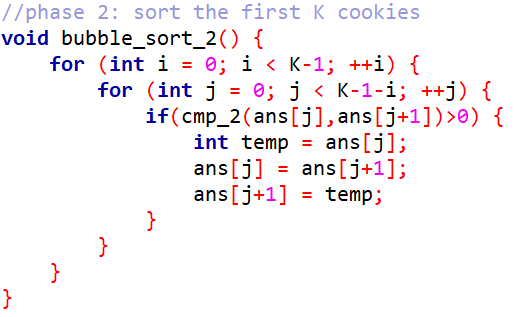 //phase 2: sort the first K cookies
void bubble_sort_2() {
    for (int i = 0; i < K-1; ++i) {
        for (int j = 0; j < K-1-i; ++j) {
            if(cmp_2(ans[j],ans[j+1])>0) {
                int temp = ans[j];
                ans[j] = ans[j+1];
                ans[j+1] = temp;
            }
        }
    }
}